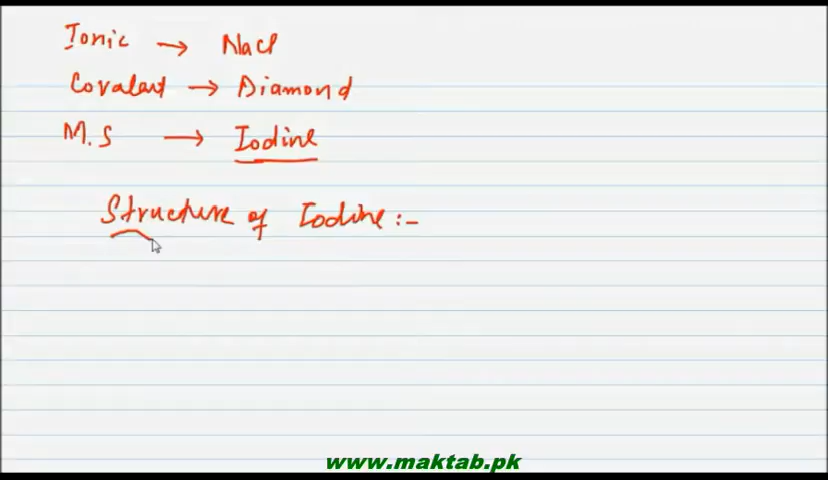 Ionic → NaCl
Covalent → Diamond
M.S → Iodine
Structure of Iodine :-
www.maktab.pk